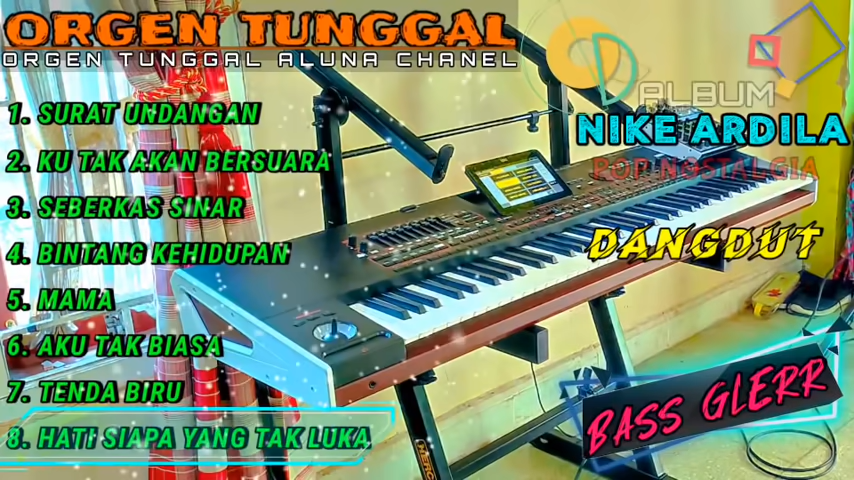 ORGEN TUNGGAL
ORGEN TUNGGAL ALUNA CHANEL
1. SURAT UNDANGAN
2. KU TAK AKAN BERSUARA
3. SEBERKAS SINAR
4. BINTANG KEHIDUPAN
5. MAMA
6. AKU TAK BIASA
7. TENDA BIRU
8. HATI SIAPA YANG TAK LUKA
ALBUM
NIKE ARDILA
POP NOSTALGIA
DANGDUT
BASS GLERR